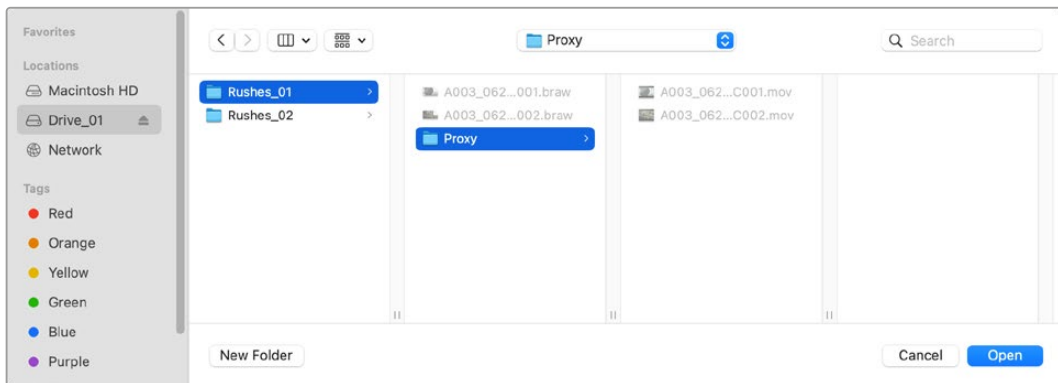 Favorites
Locations
Macintosh HD
Drive_01
Network
Tags
Red
Orange
Yellow
Green
Blue
Purple
Proxy
Search
Rushes_01
Rushes_02
A003_062...001.braw
A003_062...002.braw
Proxy
A003_062...C001.mov
A003_062...C002.mov
New Folder
Cancel
Open